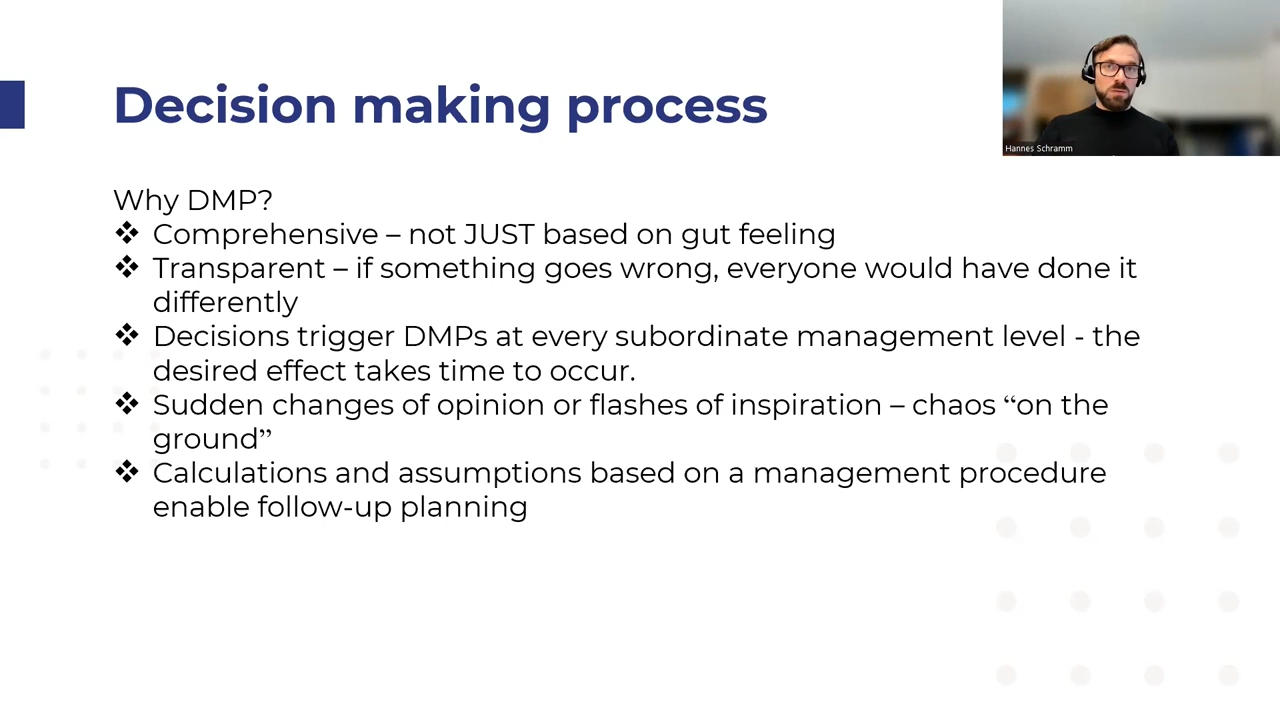 Decision making process
Hannes Schramm
Why DMP?
❖ Comprehensive – not JUST based on gut feeling
❖ Transparent – if something goes wrong, everyone would have done it
differently
❖ Decisions trigger DMPs at every subordinate management level - the
desired effect takes time to occur.
❖ Sudden changes of opinion or flashes of inspiration – chaos “on the
ground”
❖ Calculations and assumptions based on a management procedure
enable follow-up planning